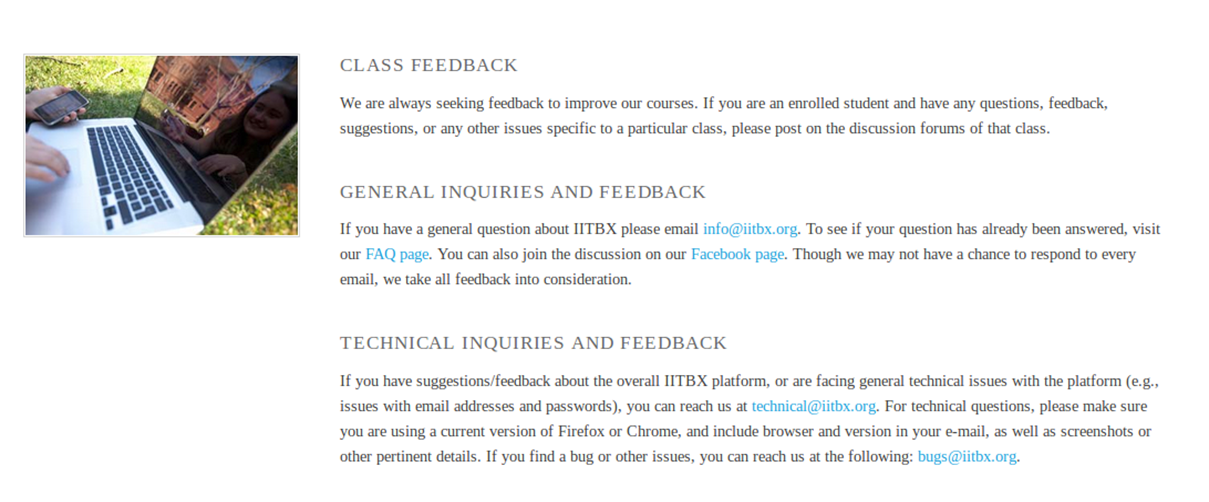 CLASS FEEDBACK
We are always seeking feedback to improve our courses. If you are an enrolled student and have any questions, feedback,
suggestions, or any other issues specific to a particular class, please post on the discussion forums of that class.
GENERAL INQUIRIES AND FEEDBACK
If you have a general question about IITBX please email info@iitbx.org. To see if your question has already been answered, visit
our FAQ page. You can also join the discussion on our Facebook page. Though we may not have a chance to respond to every
email, we take all feedback into consideration.
TECHNICAL INQUIRIES AND FEEDBACK
If you have suggestions/feedback about the overall IITBX platform, or are facing general technical issues with the platform (e.g.,
issues with email addresses and passwords), you can reach us at technical@iitbx.org. For technical questions, please make sure
you are using a current version of Firefox or Chrome, and include browser and version in your e-mail, as well as screenshots or
other pertinent details. If you find a bug or other issues, you can reach us at the following: bugs@iitbx.org.